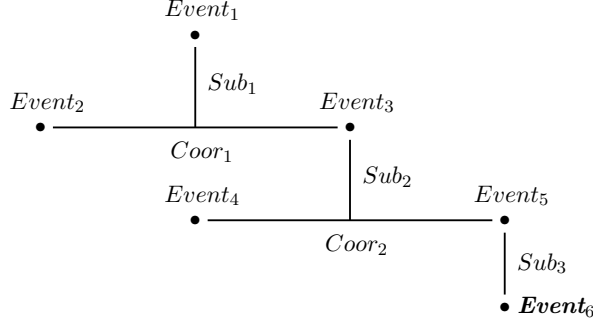 Event₁
Sub₁
Event₂ Event₃
Coor₁
Sub₂
Event₄ Event₅
Coor₂
Sub₃
Event₆